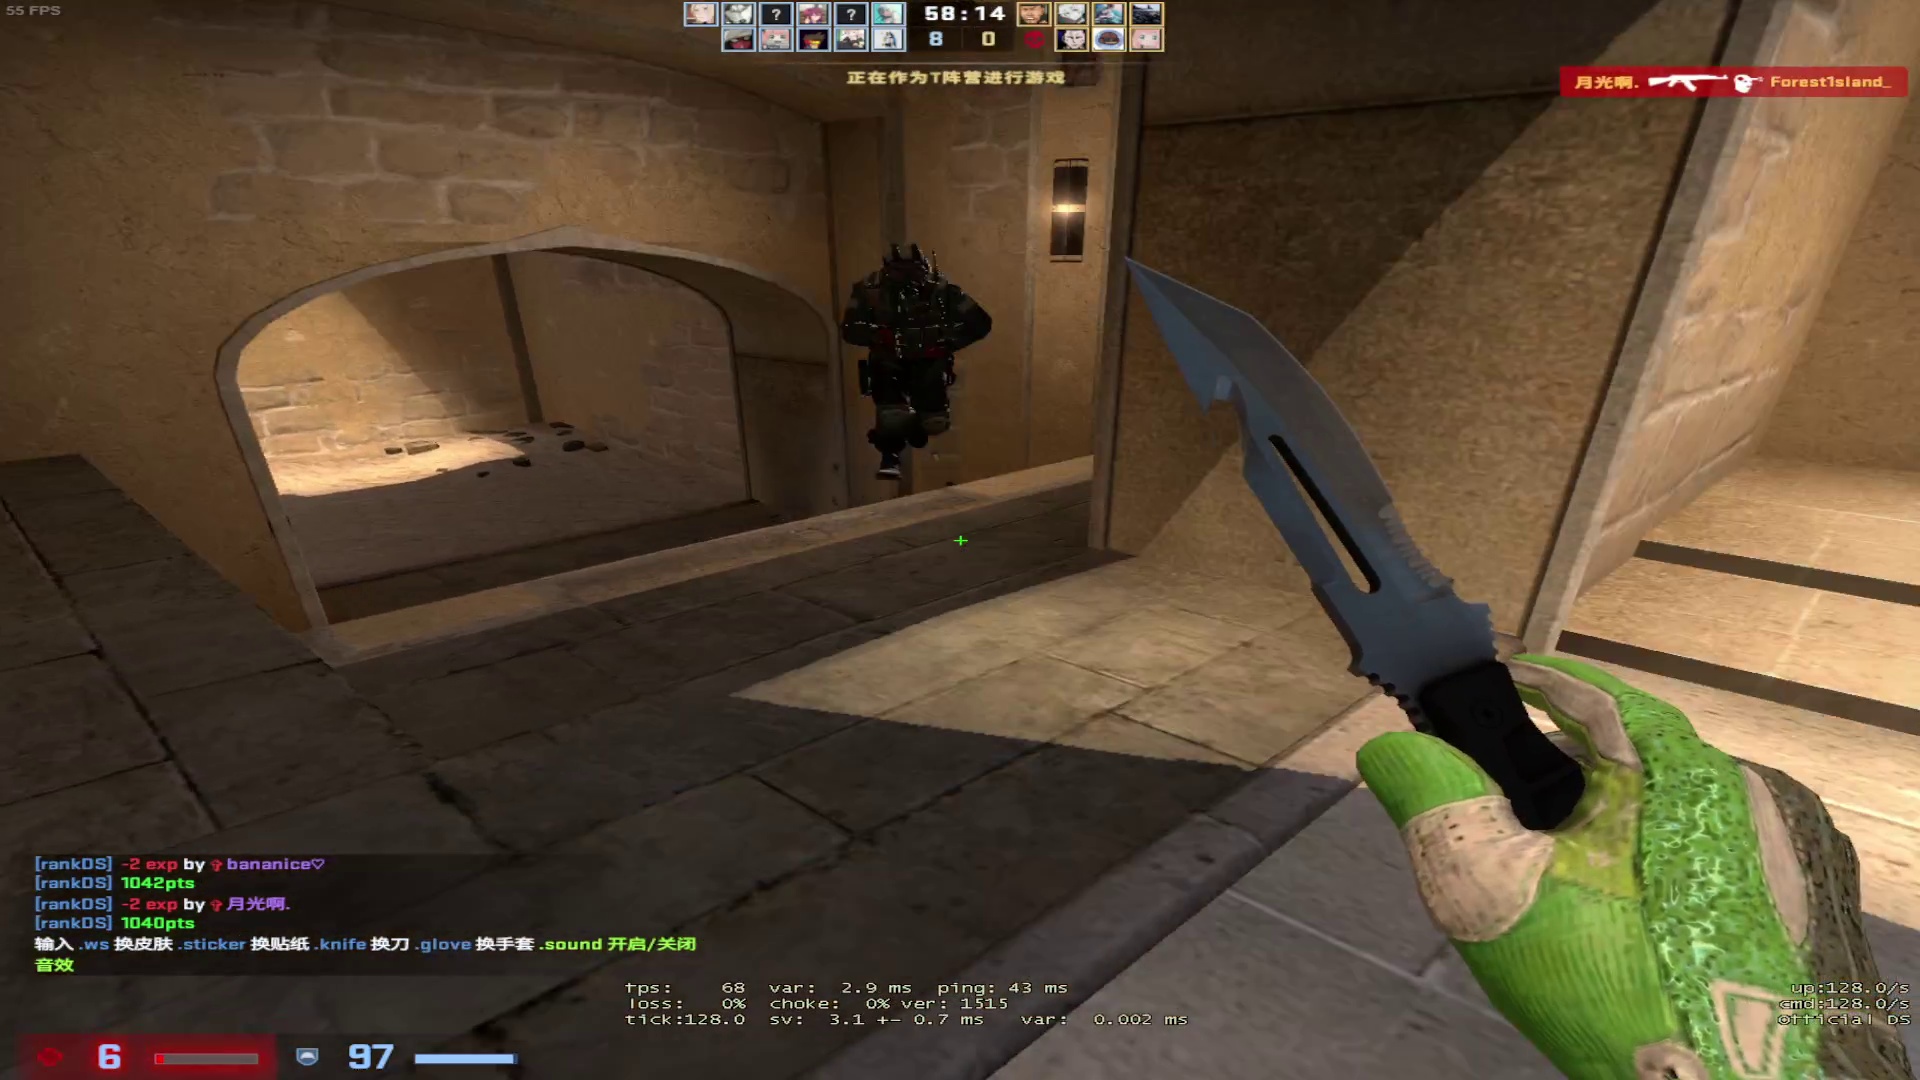 55 FPS
? ? 58:14
8 0
正在作为T阵营进行游戏
月光啊. Forest1sland_
[rankDS] -2 exp by ✞ bananice♡
[rankDS] 1042pts
[rankDS] -2 exp by ✞ 月光啊.
[rankDS] 1040pts
输入 .ws 换皮肤 .sticker 换贴纸 .knife 换刀 .glove 换手套 .sound 开启/关闭
音效
fps: 68 var: 2.9 ms ping: 43 ms
loss: 0% choke: 0% ver: 1515
tick:128.0 sv: 3.1 +- 0.7 ms var: 0.002 ms
up:128.0/s
cmd:128.0/s
official DS
6 97